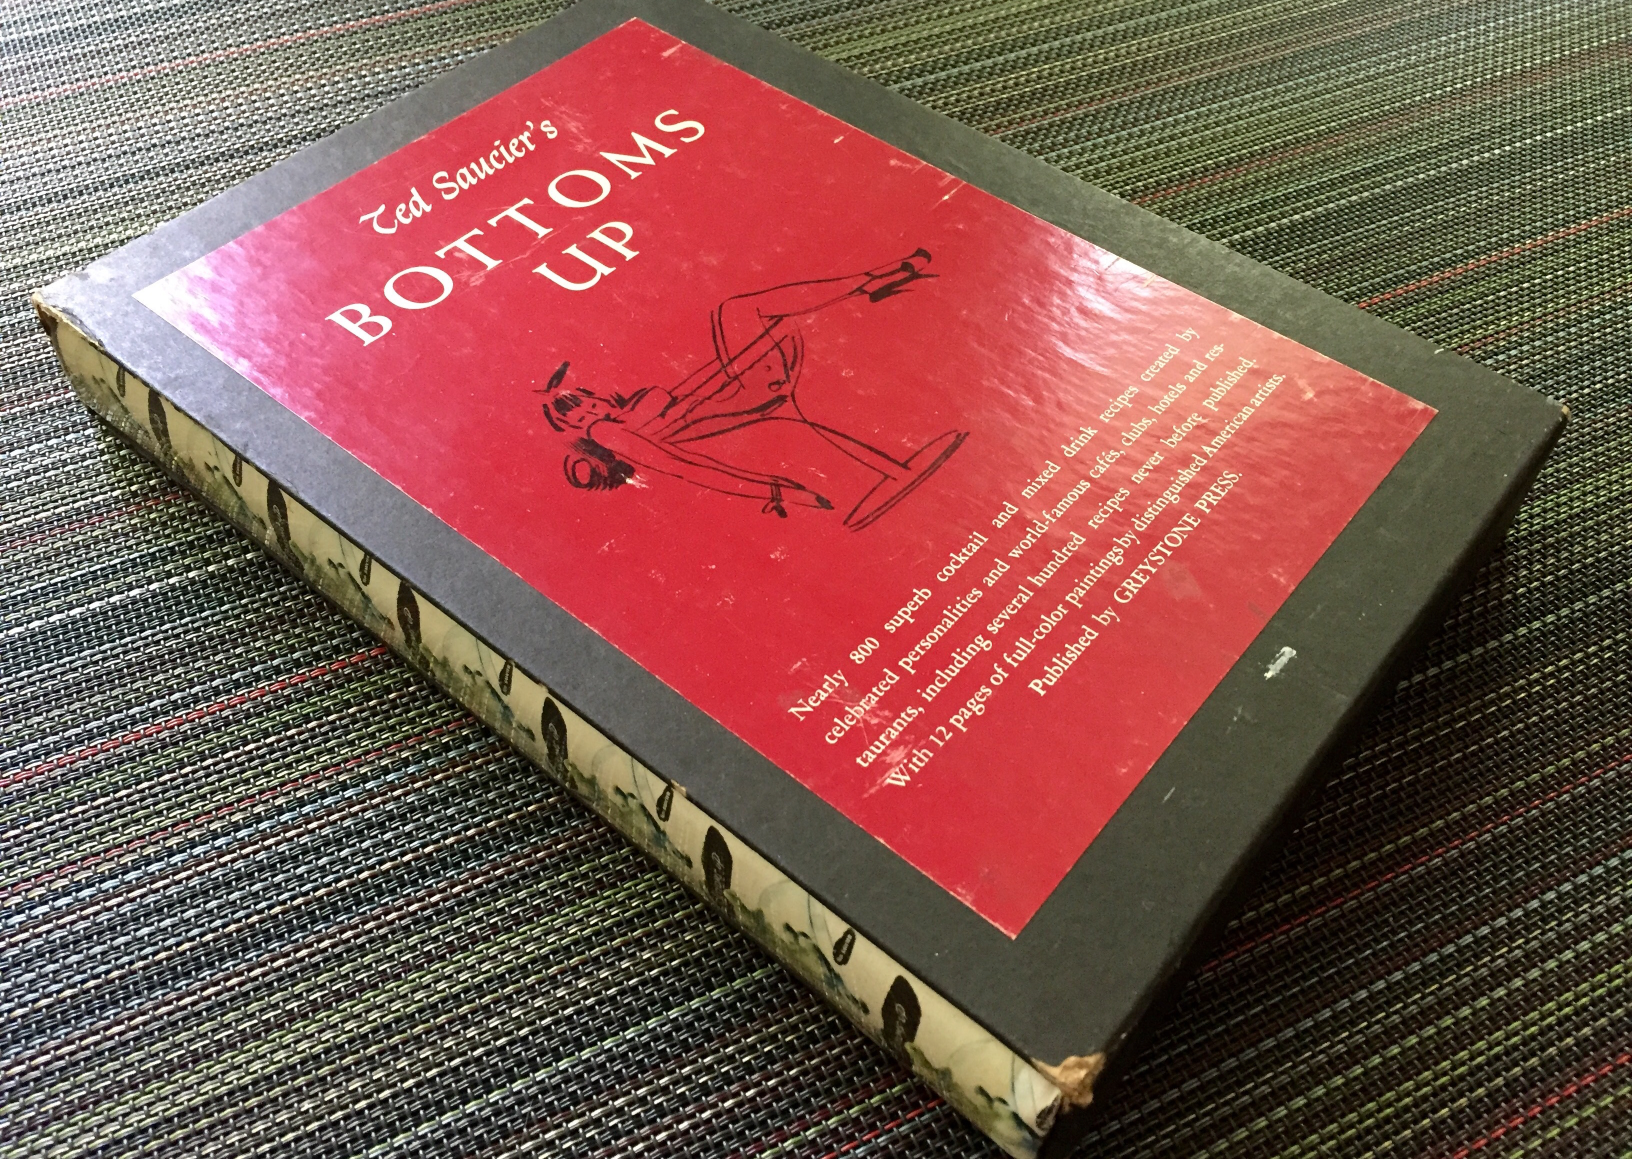 Ted Saucier's
BOTTOMS
UP
Nearly 800 superb cocktail and mixed drink recipes created by
celebrated personalities and world-famous cafés, clubs, hotels and res-
taurants, including several hundred recipes never before published.
With 12 pages of full-color paintings by distinguished American artists.
Published by GREYSTONE PRESS.